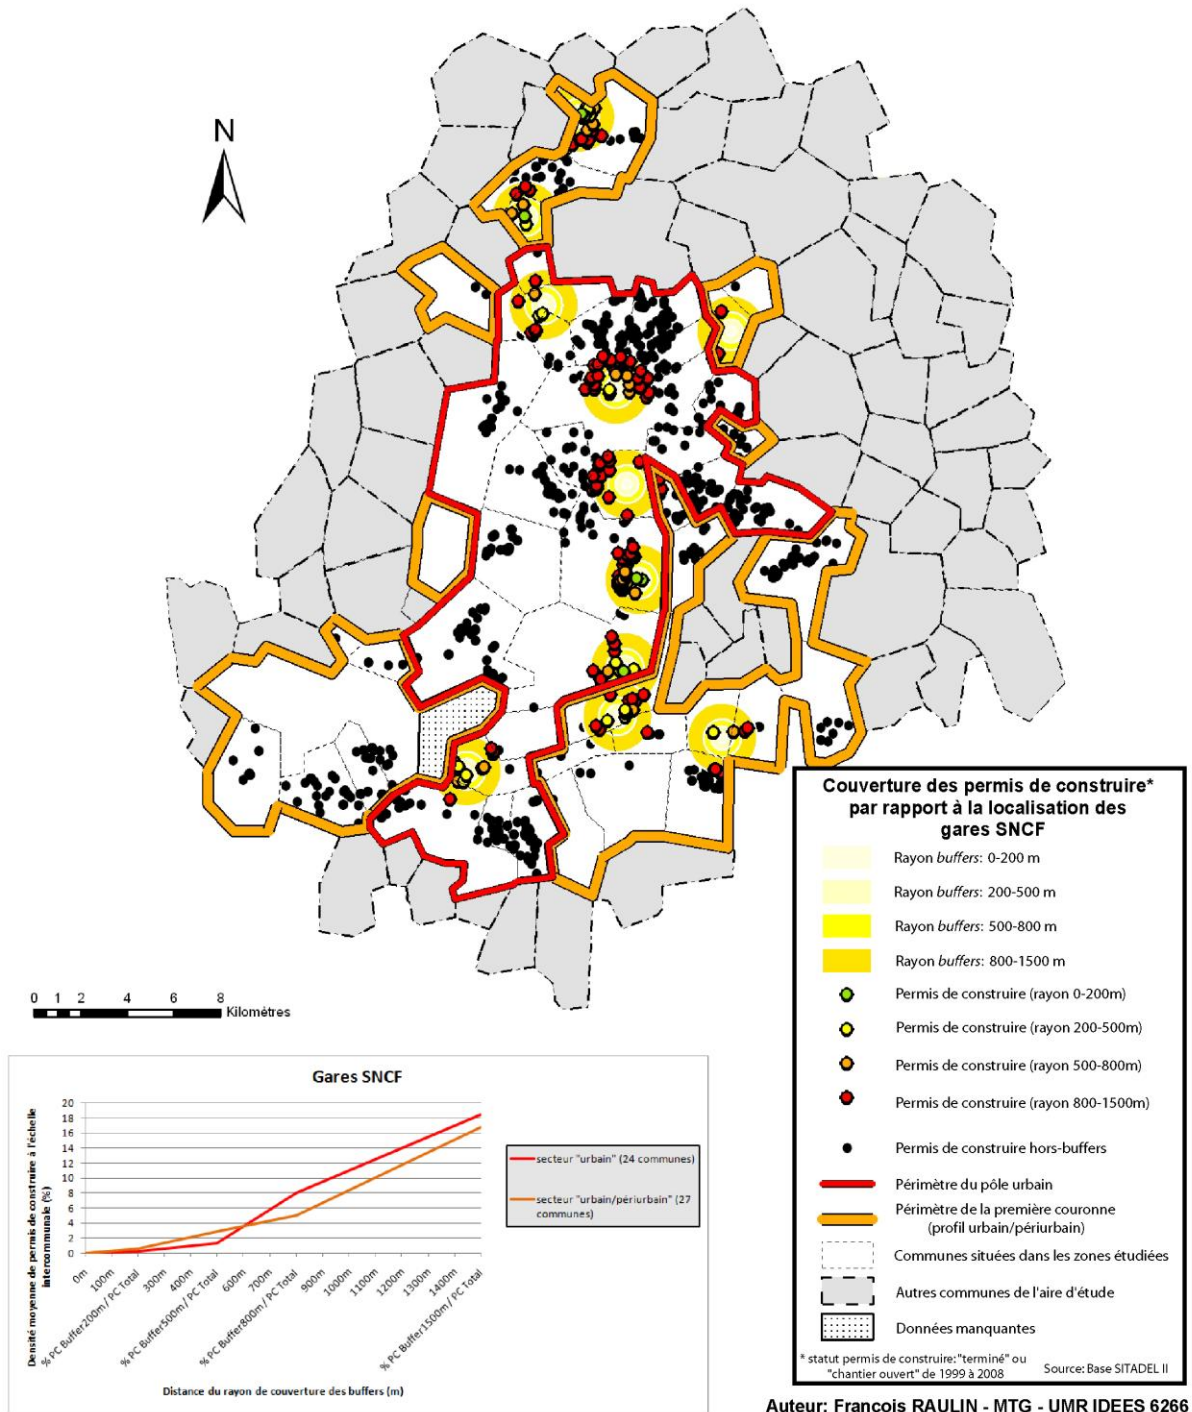 N
0 1 2 4 6 8
Kilomètres
Couverture des permis de construire*
par rapport à la localisation des
gares SNCF
Rayon buffers: 0-200 m
Rayon buffers: 200-500 m
Rayon buffers: 500-800 m
Rayon buffers: 800-1500 m
Permis de construire (rayon 0-200m)
Permis de construire (rayon 200-500m)
Permis de construire (rayon 500-800m)
Permis de construire (rayon 800-1500m)
Permis de construire hors-buffers
Périmètre du pôle urbain
Périmètre de la première couronne
(profil urbain/périurbain)
Communes situées dans les zones étudiées
Autres communes de l'aire d'étude
Données manquantes
* statut permis de construire: "terminé" ou
"chantier ouvert" de 1999 à 2008
Source: Base SITADEL II
Gares SNCF
Densité moyenne de permis de construire à l'échelle
intercommunale (%)
20
18
16
14
12
10
8
6
4
2
0
0m
100m
% PC Buffer200m / PC Total
300m
400m
% PC Buffer500m / PC Total
600m
700m
% PC Buffer800m / PC Total
900m
1000m
1100m
1200m
1300m
1400m
% PC Buffer1500m / PC Total
Distance du rayon de couverture des buffers (m)
secteur "urbain" (24 communes)
secteur "urbain/périurbain" (27
communes)
Auteur: François RAULIN - MTG - UMR IDEES 6266